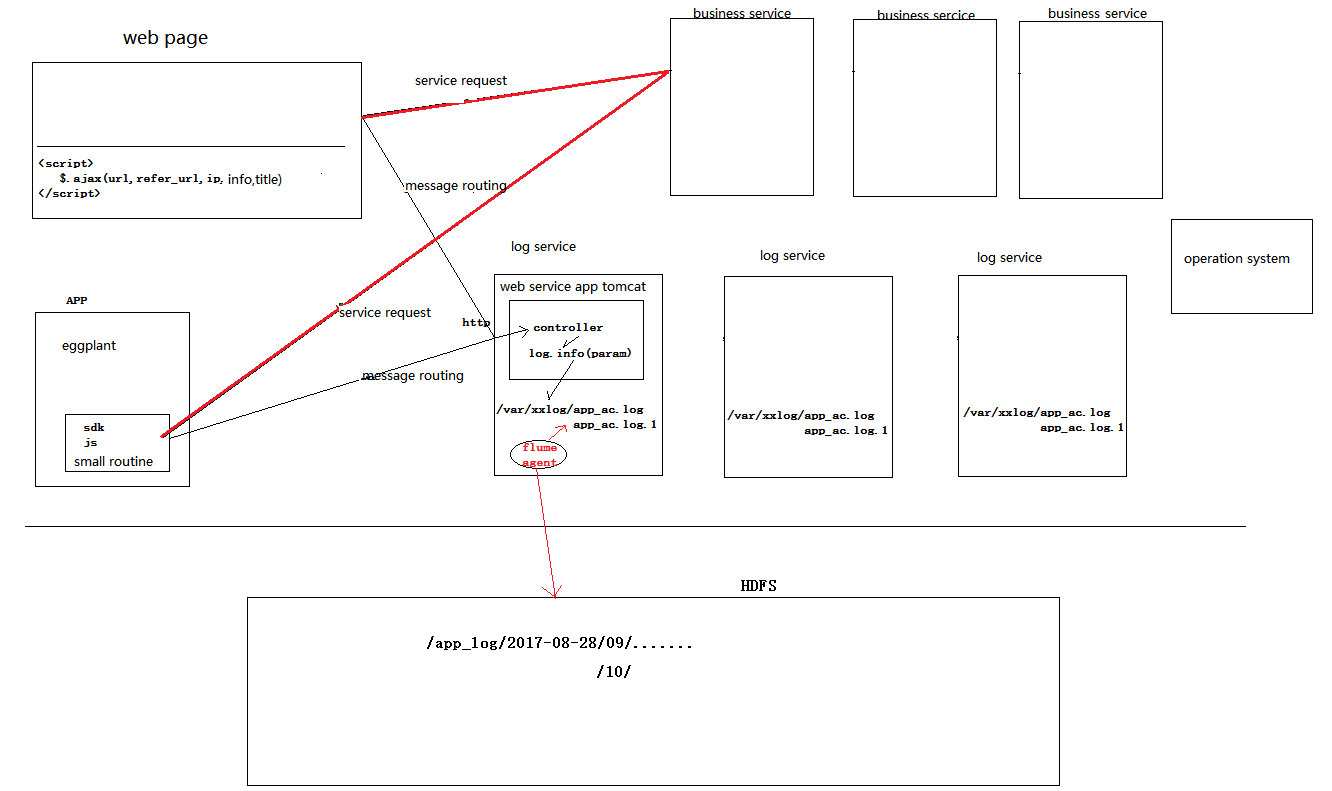 web page
business service
business sercice
business service
service request
<script>
$.ajax(url,refer_url,ip,info,title)
</script>
message routing
log service
log service
log service
operation system
web service app tomcat
APP
eggplant
service request
http
controller
log.info(param)
message routing
/var/xxlog/app_ac.log
app_ac.log.1
/var/xxlog/app_ac.log
app_ac.log.1
/var/xxlog/app_ac.log
app_ac.log.1
sdk
js
small routine
flume
agent
HDFS
/app_log/2017-08-28/09/.......
/10/